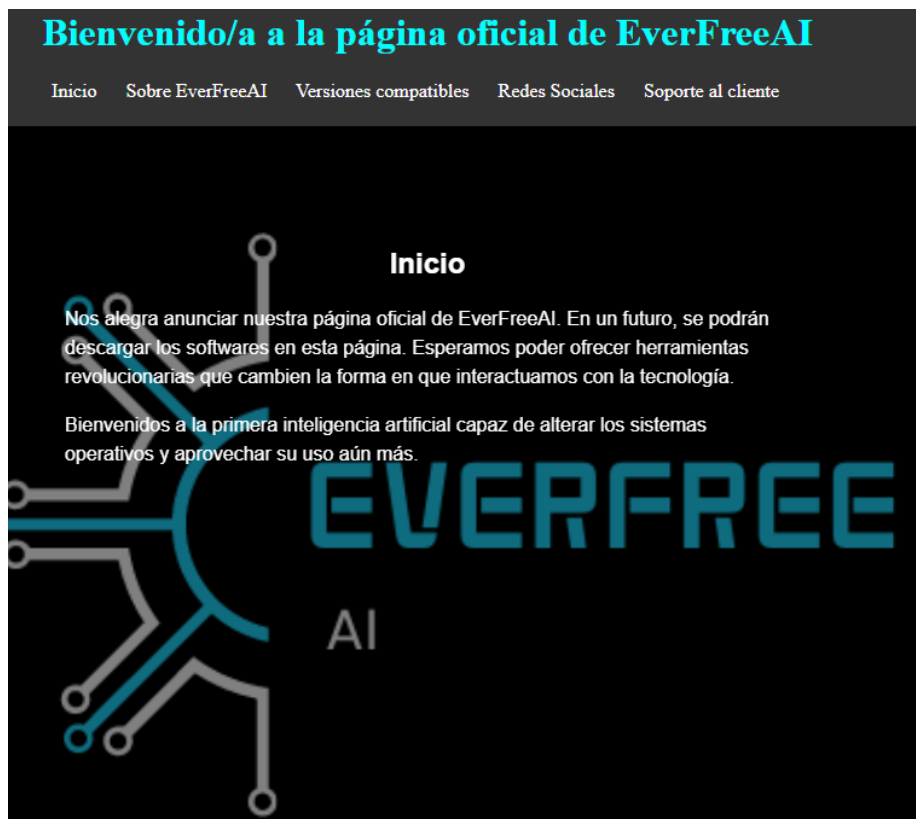 Bienvenido/a a la página oficial de EverFreeAI
Inicio Sobre EverFreeAI Versiones compatibles Redes Sociales Soporte al cliente
Inicio
Nos alegra anunciar nuestra página oficial de EverFreeAI. En un futuro, se podrán
descargar los softwares en esta página. Esperamos poder ofrecer herramientas
revolucionarias que cambien la forma en que interactuamos con la tecnología.
Bienvenidos a la primera inteligencia artificial capaz de alterar los sistemas
operativos y aprovechar su uso aún más.
EVERFREE
AI